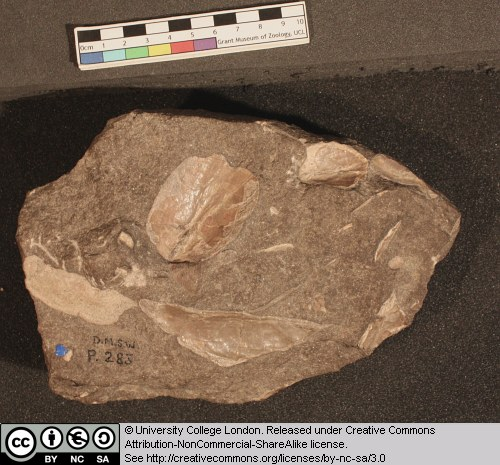 0cm 1 2 3 4 5 6 7 8 9 10
Grant Museum of Zoology, UCL
D.M.S.W.
P. 283
cc BY NC SA
© University College London. Released under Creative Commons
Attribution-NonCommercial-ShareAlike license.
See http://creativecommons.org/licenses/by-nc-sa/3.0